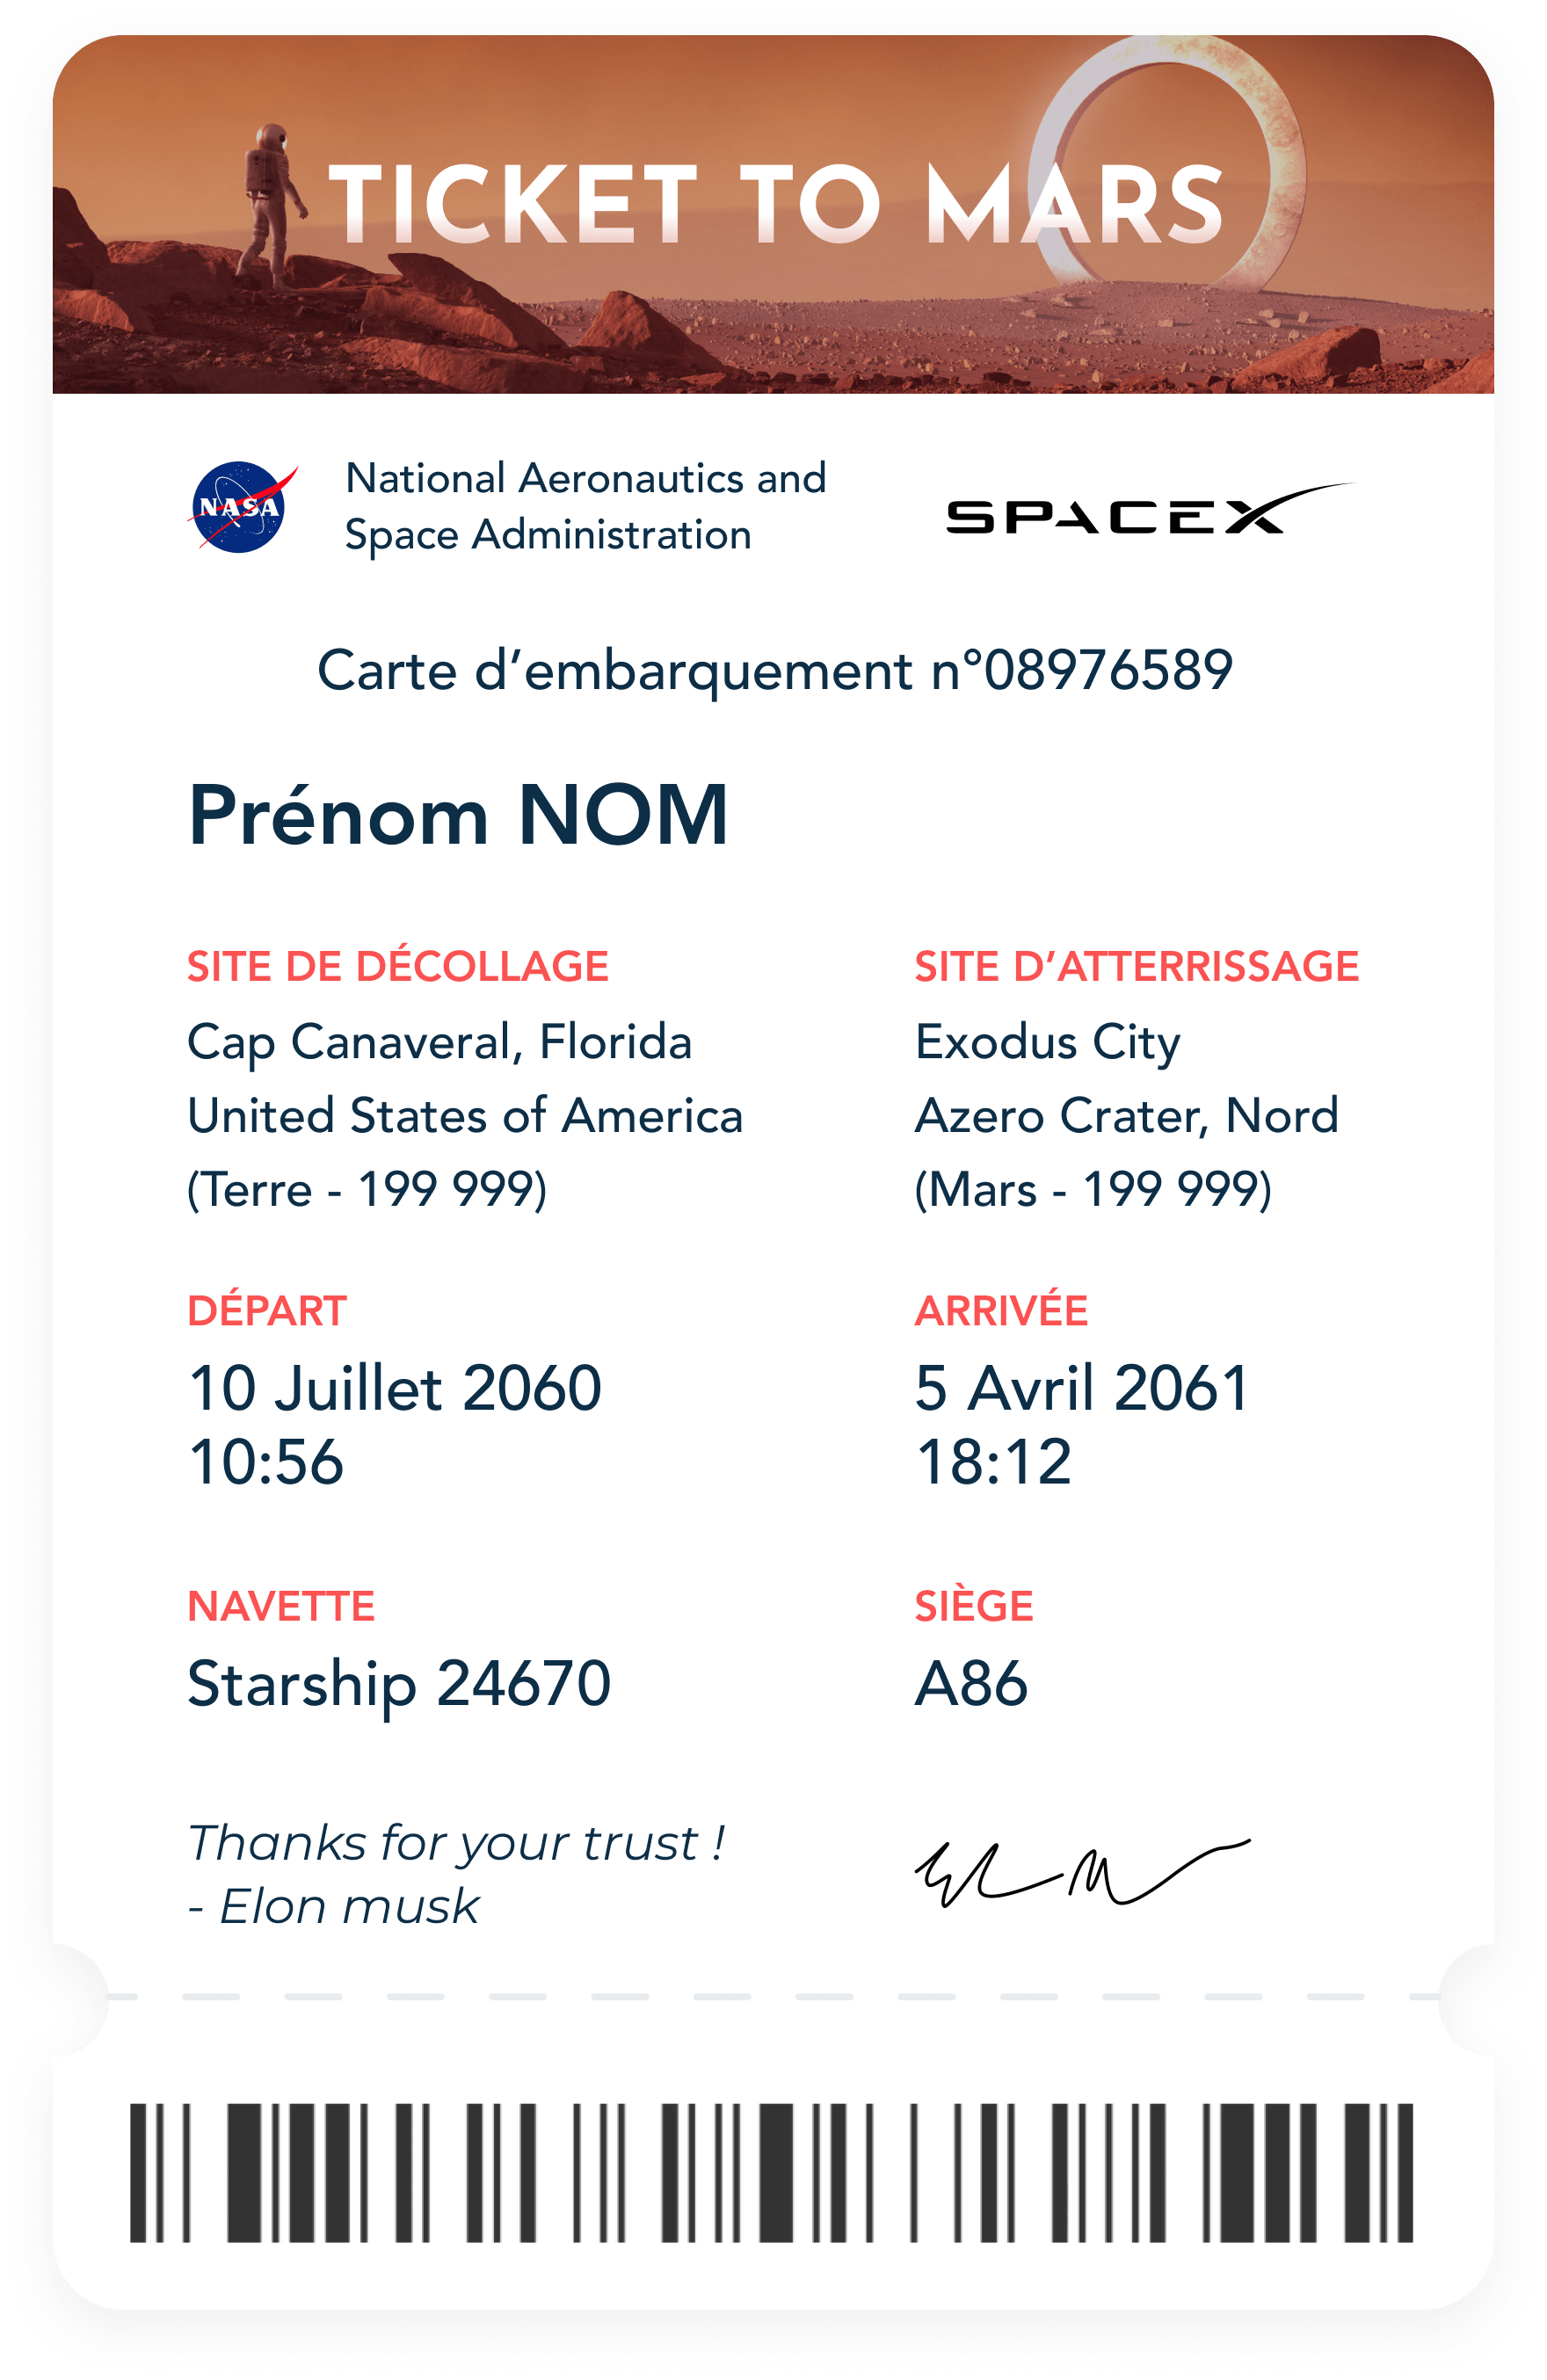 TICKET TO MARS
NASA
National Aeronautics and
Space Administration
SPACEX
Carte d’embarquement n°08976589
Prénom NOM
SITE DE DÉCOLLAGE
Cap Canaveral, Florida
United States of America
(Terre - 199 999)
SITE D’ATTERRISSAGE
Exodus City
Azero Crater, Nord
(Mars - 199 999)
DÉPART
10 Juillet 2060
10:56
ARRIVÉE
5 Avril 2061
18:12
NAVETTE
Starship 24670
SIÈGE
A86
Thanks for your trust !
- Elon musk